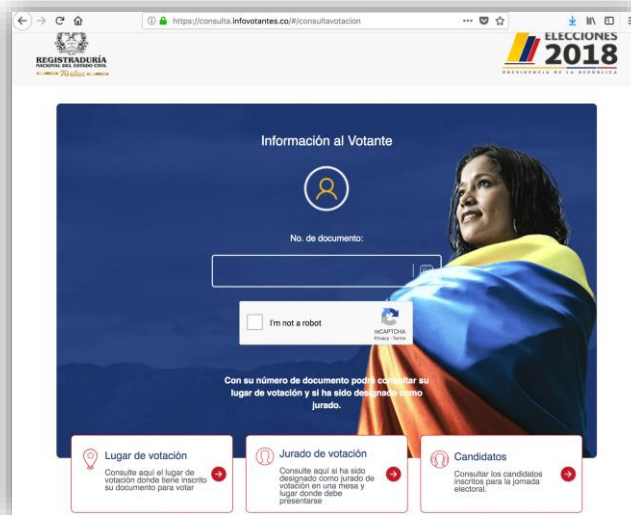 https://consulta.infovotantes.co/#/consultavotacion
REGISTRADURÍA
NACIONAL DEL ESTADO CIVIL
70 años
ELECCIONES
2018
PRESIDENCIA DE LA REPÚBLICA
Información al Votante
No. de documento:
I'm not a robot
reCAPTCHA
Privacy - Terms
Con su número de documento podrá consultar su
lugar de votación y si ha sido designado como
jurado.
Lugar de votación
Consulte aquí el lugar de
votación donde tiene inscrito
su documento para votar
Jurado de votación
Consulte aquí si ha sido
designado como jurado de
votación en una mesa y
lugar donde debe
presentarse
Candidatos
Consultar los candidatos
inscritos para la jornada
electoral.